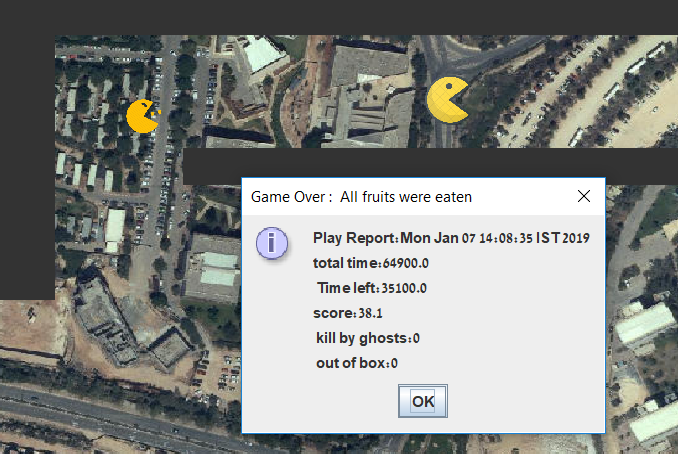 Game Over :  All fruits were eaten
Play Report:Mon Jan 07 14:08:35 IST 2019
total time:64900.0
Time left:35100.0
score:38.1
kill by ghosts:0
out of box:0
OK